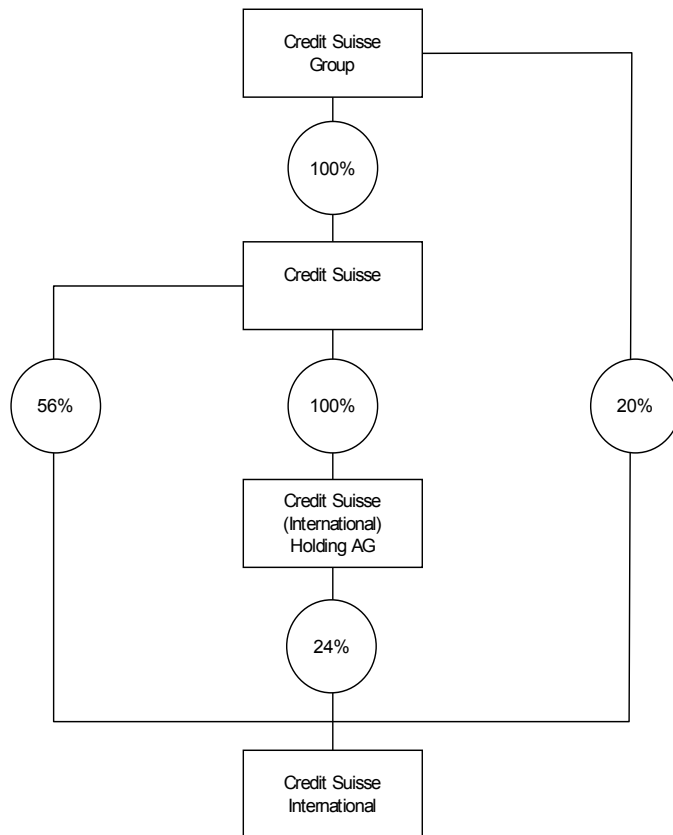 Credit Suisse
Group
100%
Credit Suisse
56%
100%
20%
Credit Suisse
(International)
Holding AG
24%
Credit Suisse
International